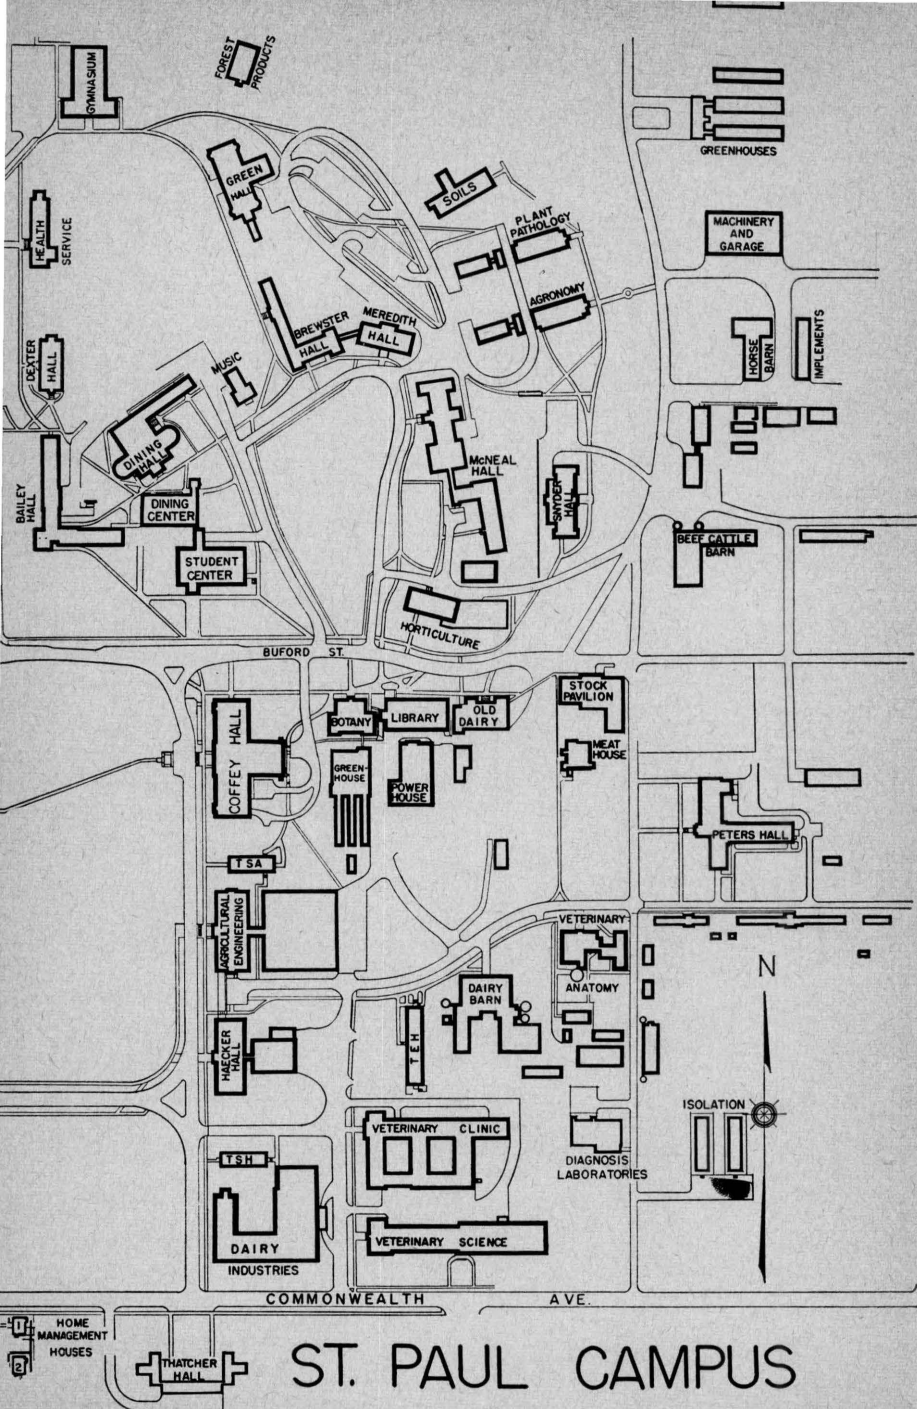 FOREST
PRODUCTS
GYMNASIUM
GREENHOUSES
GREEN
HALL
SOILS
PLANT
PATHOLOGY
HEALTH
SERVICE
MACHINERY
AND
GARAGE
AGRONOMY
BREWSTER
HALL
MEREDITH
HALL
DEXTER
HALL
MUSIC
HORSE
BARN
IMPLEMENTS
DINING
HALL
McNEAL
HALL
BAILEY
HALL
DINING
CENTER
SNYDER
HALL
STUDENT
CENTER
BEEF CATTLE
BARN
HORTICULTURE
BUFORD ST.
STOCK
PAVILION
COFFEY HALL
BOTANY
LIBRARY
OLD
DAIRY
MEAT
HOUSE
GREEN-
HOUSE
POWER
HOUSE
PETERS HALL
TSA
AGRICULTURAL
ENGINEERING
VETERINARY
ANATOMY
N
DAIRY
BARN
TEH
HAECKER
HALL
ISOLATION
VETERINARY CLINIC
DIAGNOSIS
LABORATORIES
TSH
DAIRY
INDUSTRIES
VETERINARY SCIENCE
COMMONWEALTH AVE.
1
HOME
MANAGEMENT
HOUSES
2
THATCHER
HALL
ST. PAUL CAMPUS